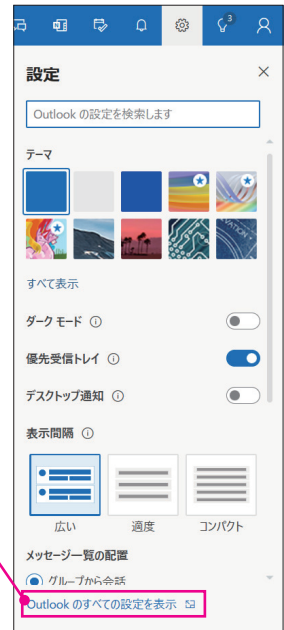 3
設定
Outlook の設定を検索します
テーマ
すべて表示
ダーク モード
優先受信トレイ
デスクトップ通知
表示間隔
広い 適度 コンパクト
メッセージ一覧の配置
グループから会話
Outlook のすべての設定を表示